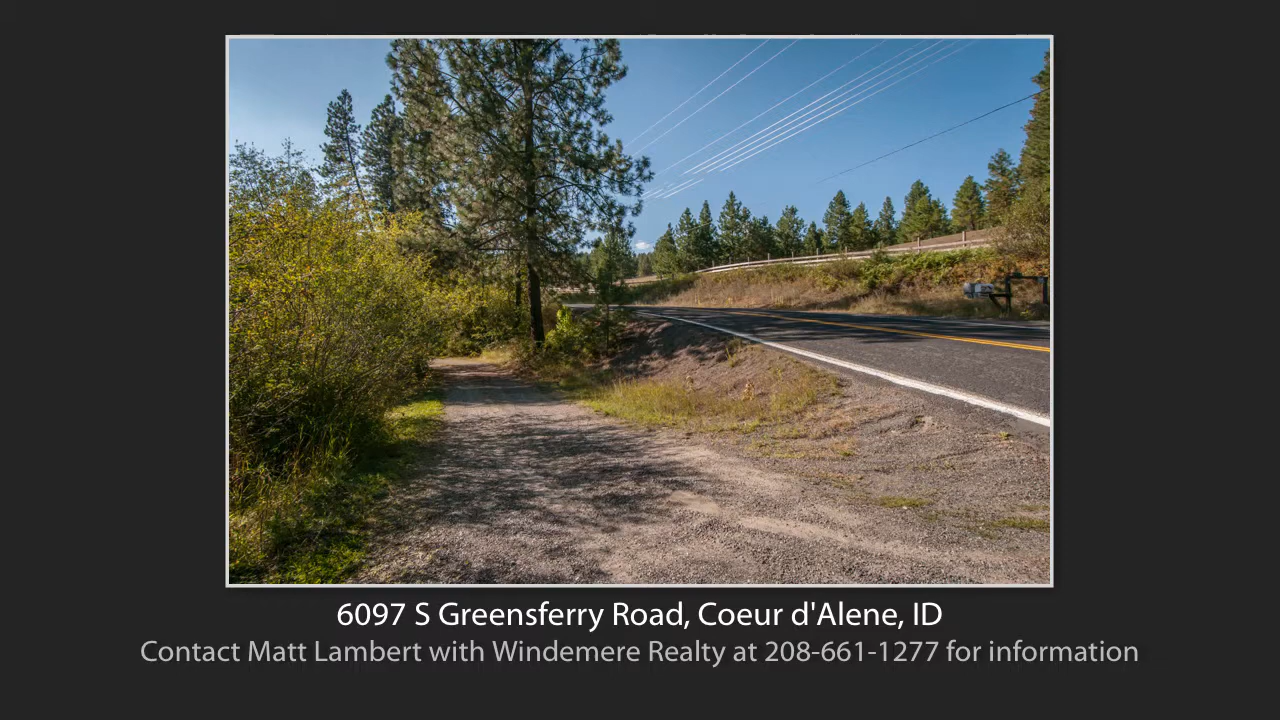 6097 S Greensferry Road, Coeur d'Alene, ID
Contact Matt Lambert with Windemere Realty at 208-661-1277 for information